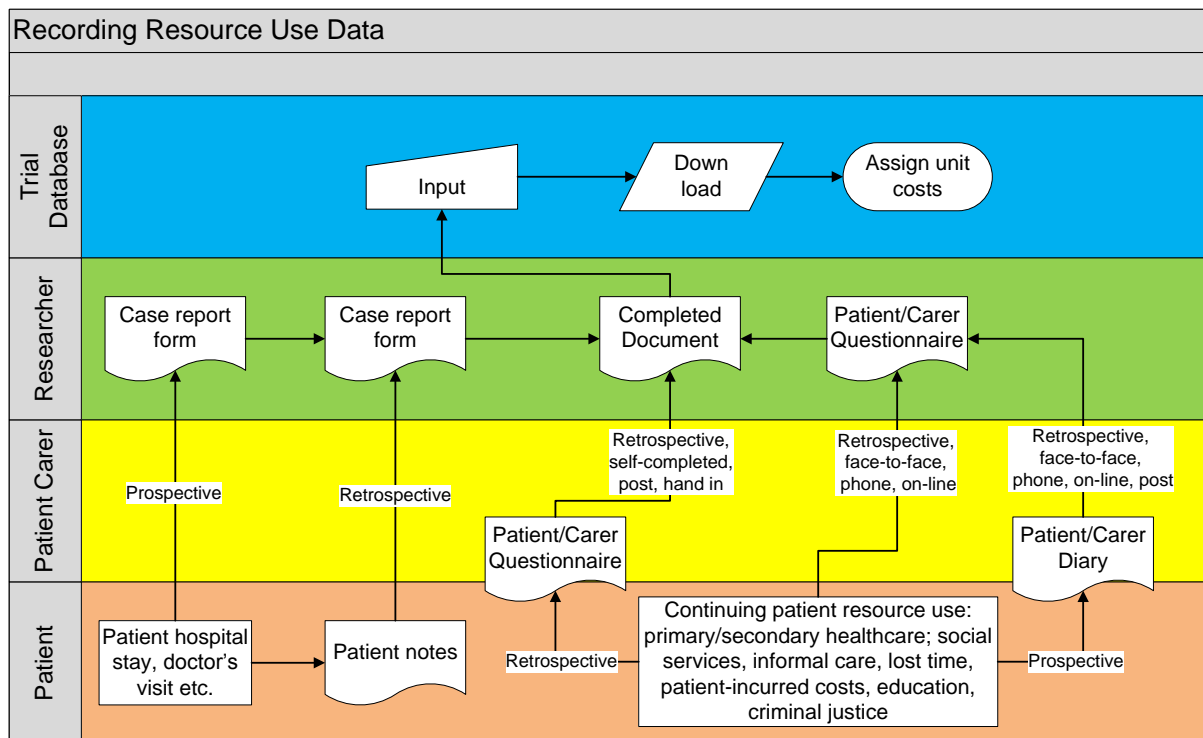 Recording Resource Use Data
Trial
Database
Input
Down
load
Assign unit
costs
Researcher
Case report
form
Case report
form
Completed
Document
Patient/Carer
Questionnaire
Patient Carer
Prospective
Retrospective
Retrospective,
self-completed,
post, hand in
Retrospective,
face-to-face,
phone, on-line
Retrospective,
face-to-face,
phone, on-line, post
Patient/Carer
Questionnaire
Patient/Carer
Diary
Patient
Patient hospital
stay, doctor's
visit etc.
Patient notes
Retrospective
Continuing patient resource use:
primary/secondary healthcare; social
services, informal care, lost time,
patient-incurred costs, education,
criminal justice
Prospective